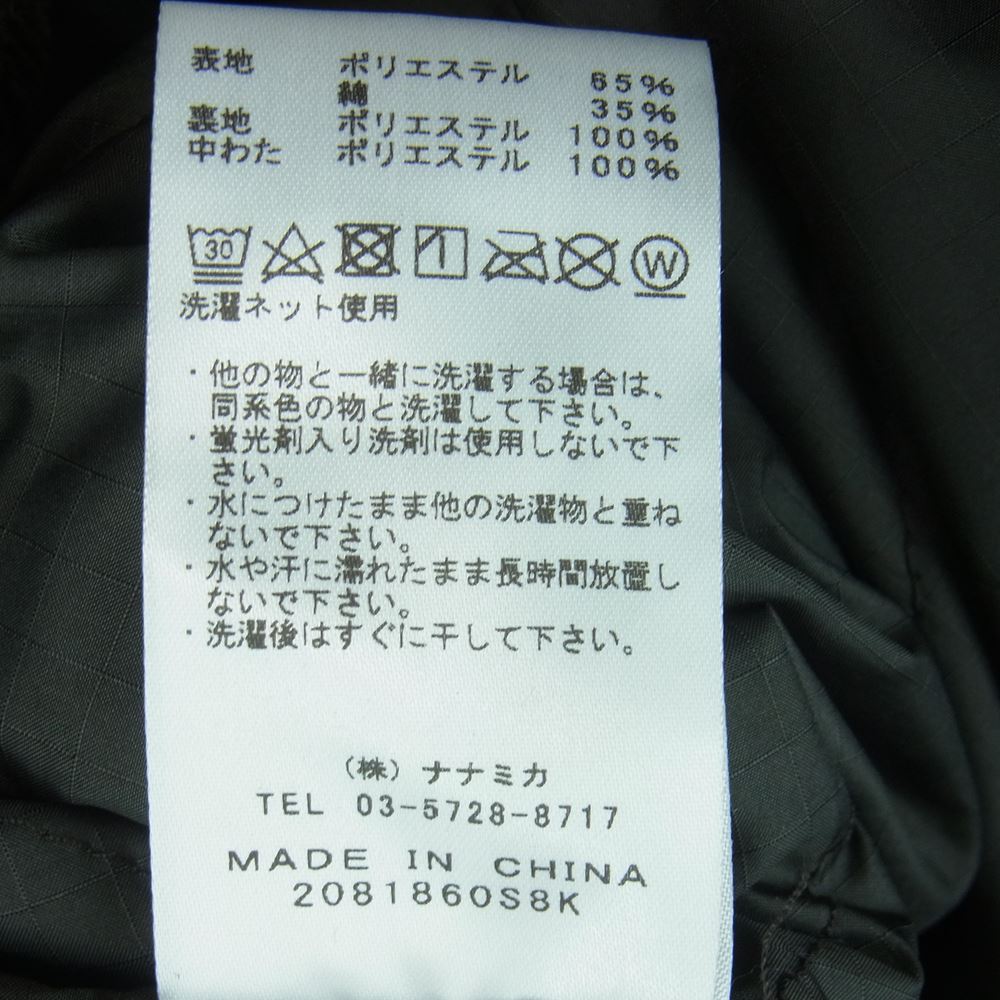 表地 ポリエステル 65%
綿 35%
裏地 ポリエステル 100%
中わた ポリエステル 100%
30 W
洗濯ネット使用
・他の物と一緒に洗濯する場合は、
同系色の物と洗濯して下さい。
・蛍光剤入り洗剤は使用しないで下
さい。
・水につけたまま他の洗濯物と重ね
ないで下さい。
・水や汗に濡れたまま長時間放置し
ないで下さい。
・洗濯後はすぐに干して下さい。
(株) ナナミカ
TEL 03-5728-8717
MADE IN CHINA
2081860S8K